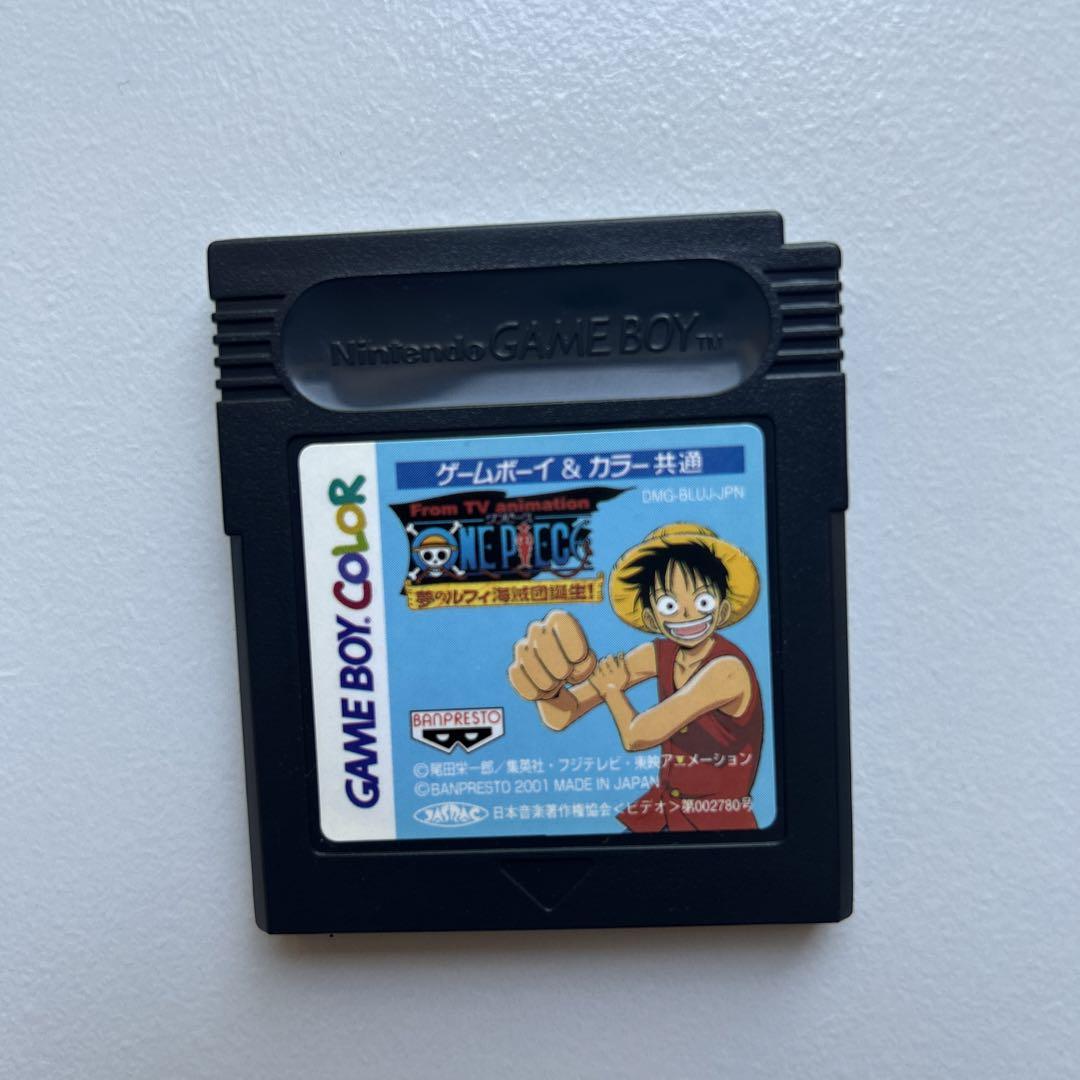 Nintendo GAME BOY™
GAME BOY COLOR
ゲームボーイ & カラー 共通
DMG-BLUJ-JPN
From TV animation
ワンピース
ONE PIECE
夢のルフィ海賊団誕生!
BANPRESTO
©尾田栄一郎/集英社・フジテレビ・東映アニメーション
©BANPRESTO 2001 MADE IN JAPAN
JASRAC 日本音楽著作権協会<ビデオ>第002780号